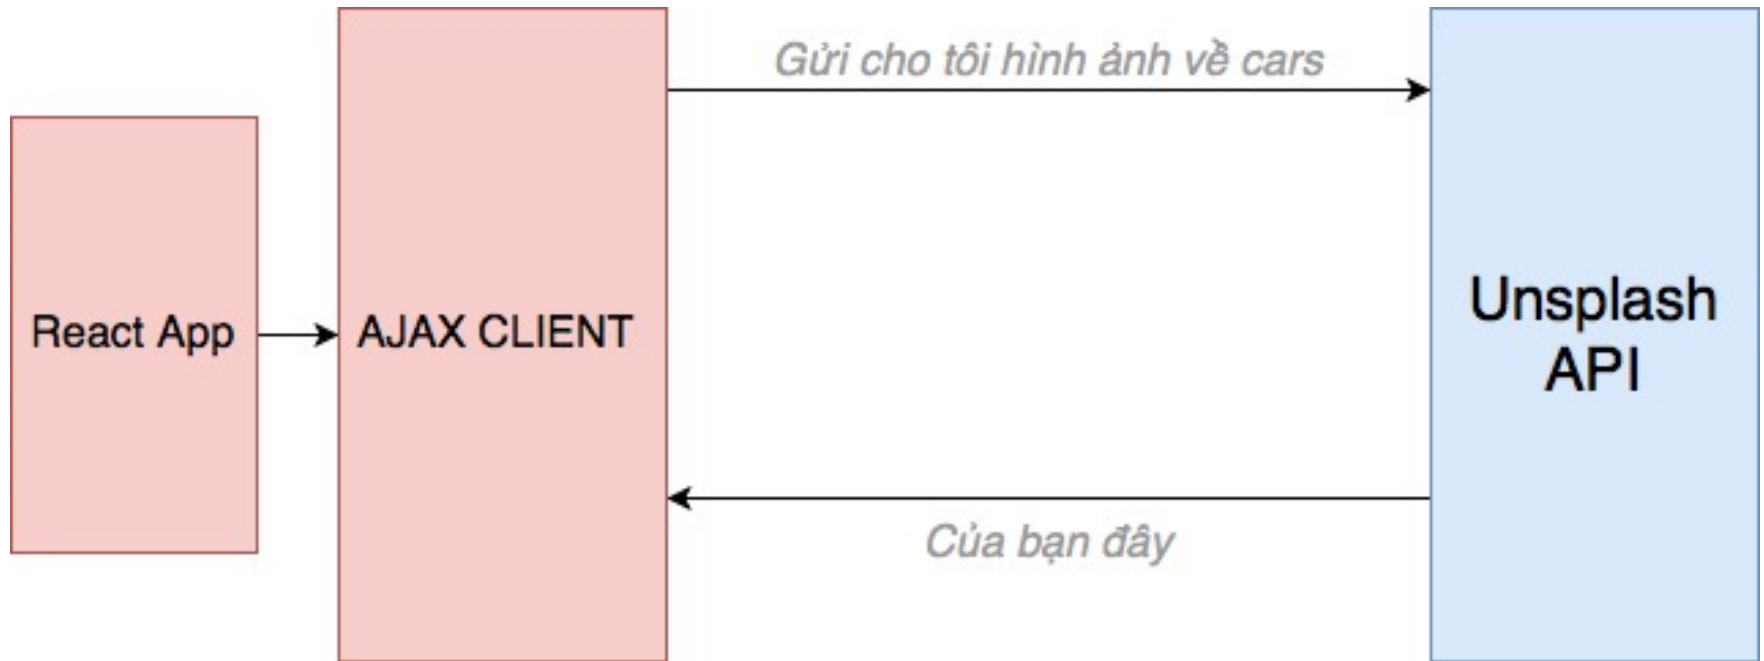 Gửi cho tôi hình ảnh về cars
React App
AJAX CLIENT
Unsplash
API
Của bạn đây